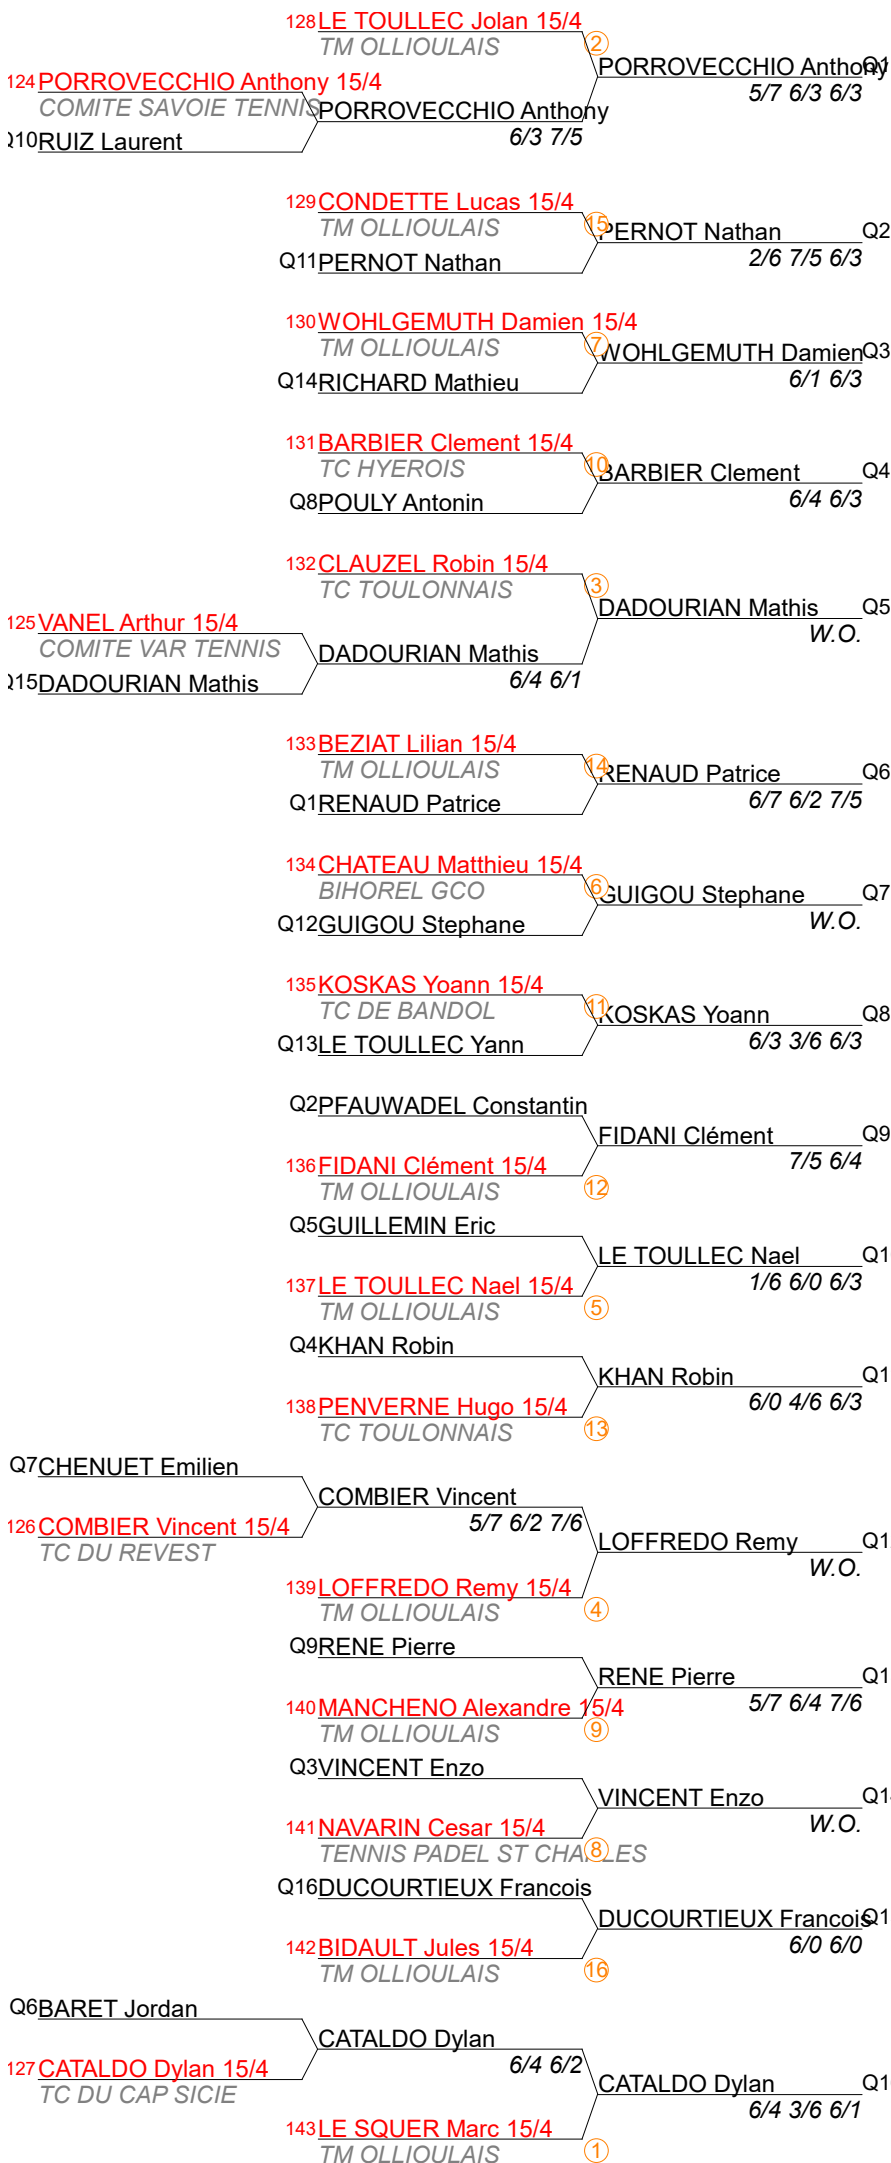 128 LE TOULLEC Jolan 15/4
TM OLLIOULAIS
2
PORROVECCHIO Anthony
5/7 6/3 6/3
124 PORROVECCHIO Anthony 15/4
COMITE SAVOIE TENNIS
PORROVECCHIO Anthony
6/3 7/5
Q10 RUIZ Laurent
129 CONDETTE Lucas 15/4
TM OLLIOULAIS
15
PERNOT Nathan Q2
2/6 7/5 6/3
Q11 PERNOT Nathan
130 WOHLGEMUTH Damien 15/4
TM OLLIOULAIS
7
WOHLGEMUTH Damien Q3
6/1 6/3
Q14 RICHARD Mathieu
131 BARBIER Clement 15/4
TC HYEROIS
10
BARBIER Clement Q4
6/4 6/3
Q8 POULY Antonin
132 CLAUZEL Robin 15/4
TC TOULONNAIS
3
DADOURIAN Mathis Q5
W.O.
125 VANEL Arthur 15/4
COMITE VAR TENNIS
DADOURIAN Mathis
6/4 6/1
Q15 DADOURIAN Mathis
133 BEZIAT Lilian 15/4
TM OLLIOULAIS
14
RENAUD Patrice Q6
6/7 6/2 7/5
Q1 RENAUD Patrice
134 CHATEAU Matthieu 15/4
BIHOREL GCO
6
GUIGOU Stephane Q7
W.O.
Q12 GUIGOU Stephane
135 KOSKAS Yoann 15/4
TC DE BANDOL
11
KOSKAS Yoann Q8
6/3 3/6 6/3
Q13 LE TOULLEC Yann
Q2 PFAUWADEL Constantin
FIDANI Clément Q9
7/5 6/4
136 FIDANI Clément 15/4
TM OLLIOULAIS
12
Q5 GUILLEMIN Eric
LE TOULLEC Nael Q1
1/6 6/0 6/3
137 LE TOULLEC Nael 15/4
TM OLLIOULAIS
5
Q4 KHAN Robin
KHAN Robin Q1
6/0 4/6 6/3
138 PENVERNE Hugo 15/4
TC TOULONNAIS
13
Q7 CHENUET Emilien
COMBIER Vincent
5/7 6/2 7/6
126 COMBIER Vincent 15/4
TC DU REVEST
LOFFREDO Remy Q1
W.O.
139 LOFFREDO Remy 15/4
TM OLLIOULAIS
4
Q9 RENE Pierre
RENE Pierre Q1
5/7 6/4 7/6
140 MANCHENO Alexandre 15/4
TM OLLIOULAIS
9
Q3 VINCENT Enzo
VINCENT Enzo Q1
W.O.
141 NAVARIN Cesar 15/4
TENNIS PADEL ST CHARLES
8
Q16 DUCOURTIEUX Francois
DUCOURTIEUX Francois Q1
6/0 6/0
142 BIDAULT Jules 15/4
TM OLLIOULAIS
16
Q6 BARET Jordan
CATALDO Dylan
6/4 6/2
127 CATALDO Dylan 15/4
TC DU CAP SICIE
CATALDO Dylan Q1
6/4 3/6 6/1
143 LE SQUER Marc 15/4
TM OLLIOULAIS
1